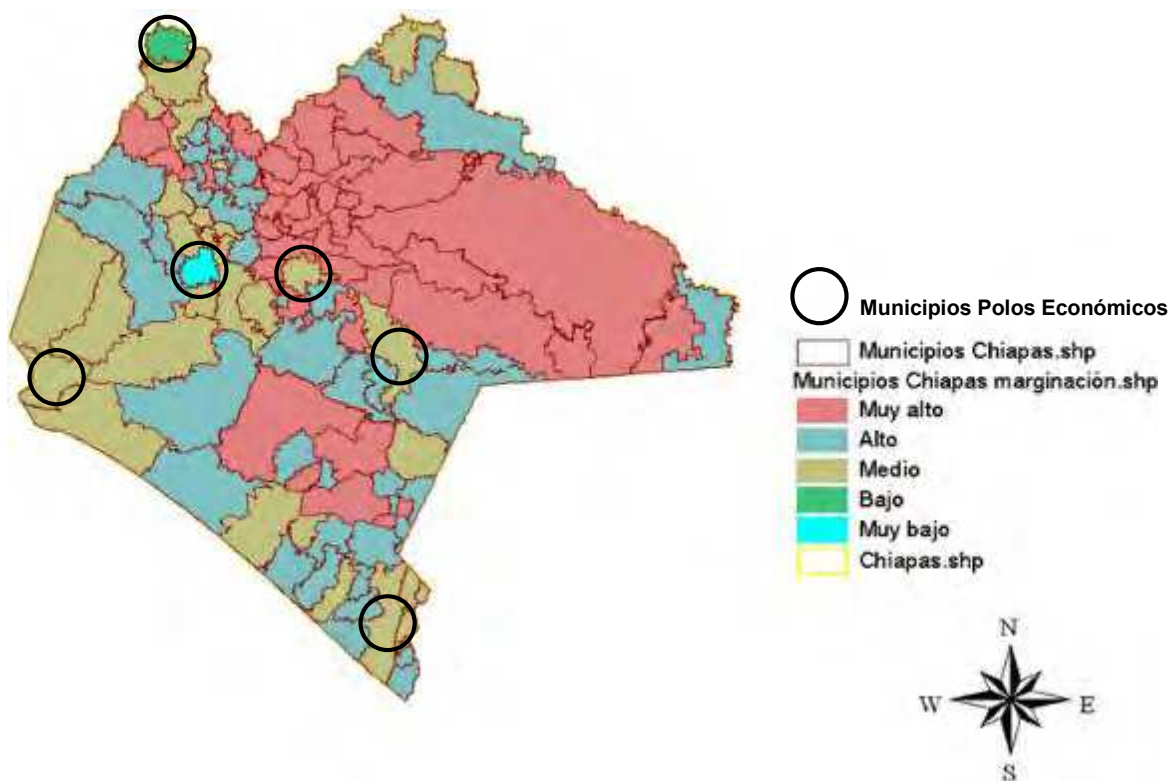 Municipios Polos Económicos
Municipios Chiapas.shp
Municipios Chiapas marginación.shp
Muy alto
Alto
Medio
Bajo
Muy bajo
Chiapas.shp
N
W E
S